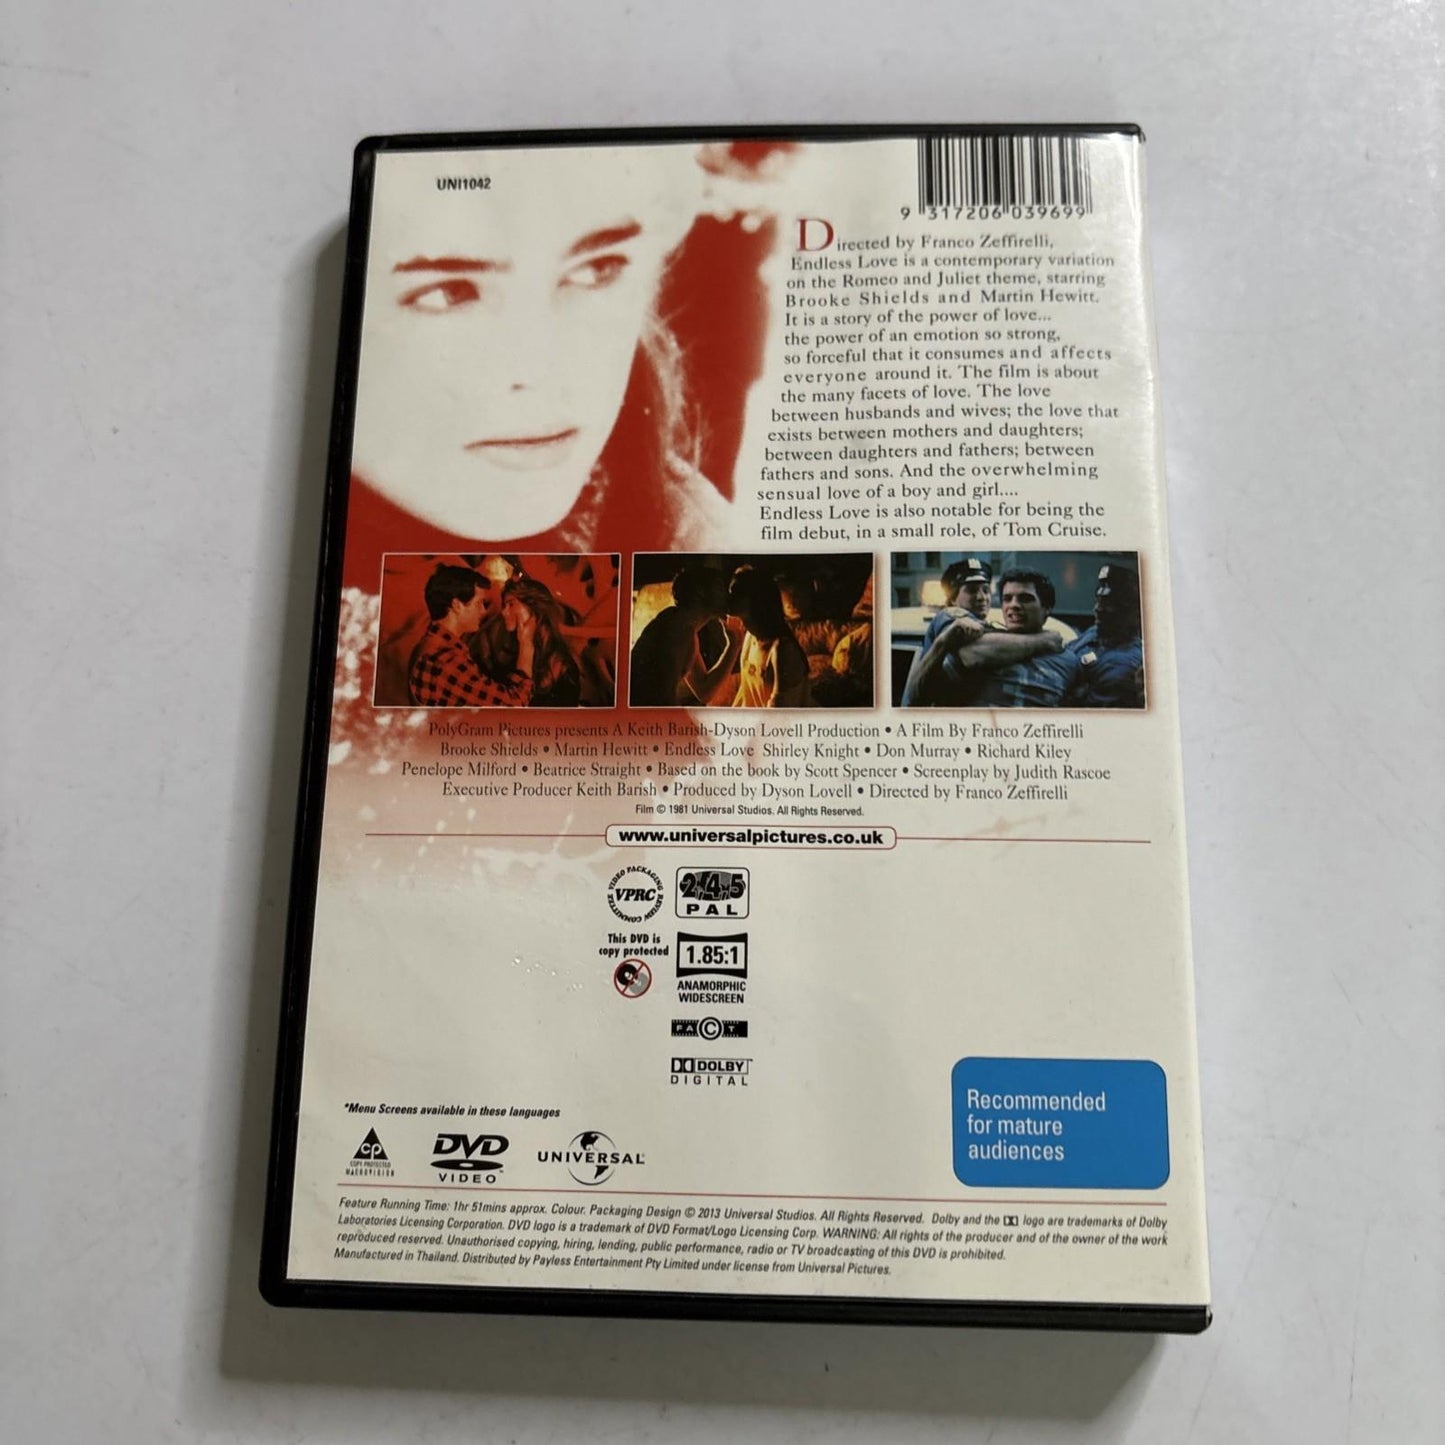 UNI1042
9 317206 039699
Directed by Franco Zeffirelli,
Endless Love is a contemporary variation
on the Romeo and Juliet theme, starring
Brooke Shields and Martin Hewitt.
It is a story of the power of love...
the power of an emotion so strong,
so forceful that it consumes and affects
everyone around it. The film is about
the many facets of love. The love
between husbands and wives; the love that
exists between mothers and daughters;
between daughters and fathers; between
fathers and sons. And the overwhelming
sensual love of a boy and girl....
Endless Love is also notable for being the
film debut, in a small role, of Tom Cruise.
PolyGram Pictures presents A Keith Barish-Dyson Lovell Production • A Film By Franco Zeffirelli
Brooke Shields • Martin Hewitt • Endless Love Shirley Knight • Don Murray • Richard Kiley
Penelope Milford • Beatrice Straight • Based on the book by Scott Spencer • Screenplay by Judith Rascoe
Executive Producer Keith Barish • Produced by Dyson Lovell • Directed by Franco Zeffirelli
Film © 1981 Universal Studios. All Rights Reserved.
www.universalpictures.co.uk
VIDEO PACKAGING REVIEW COMMITTEE
VPRC
2.4.5
PAL
This DVD is
copy protected
1.85:1
ANAMORPHIC
WIDESCREEN
FACT
DOLBY
DIGITAL
Recommended
for mature
audiences
*Menu Screens available in these languages
CP
COPY PROTECTED
MACROVISION
DVD
VIDEO™
UNIVERSAL
Feature Running Time: 1hr 51mins approx. Colour. Packaging Design © 2013 Universal Studios. All Rights Reserved. Dolby and the logo are trademarks of Dolby
Laboratories Licensing Corporation. DVD logo is a trademark of DVD Format/Logo Licensing Corp. WARNING: All rights of the producer and of the owner of the work
reproduced reserved. Unauthorised copying, hiring, lending, public performance, radio or TV broadcasting of this DVD is prohibited.
Manufactured in Thailand. Distributed by Payless Entertainment Pty Limited under license from Universal Pictures.